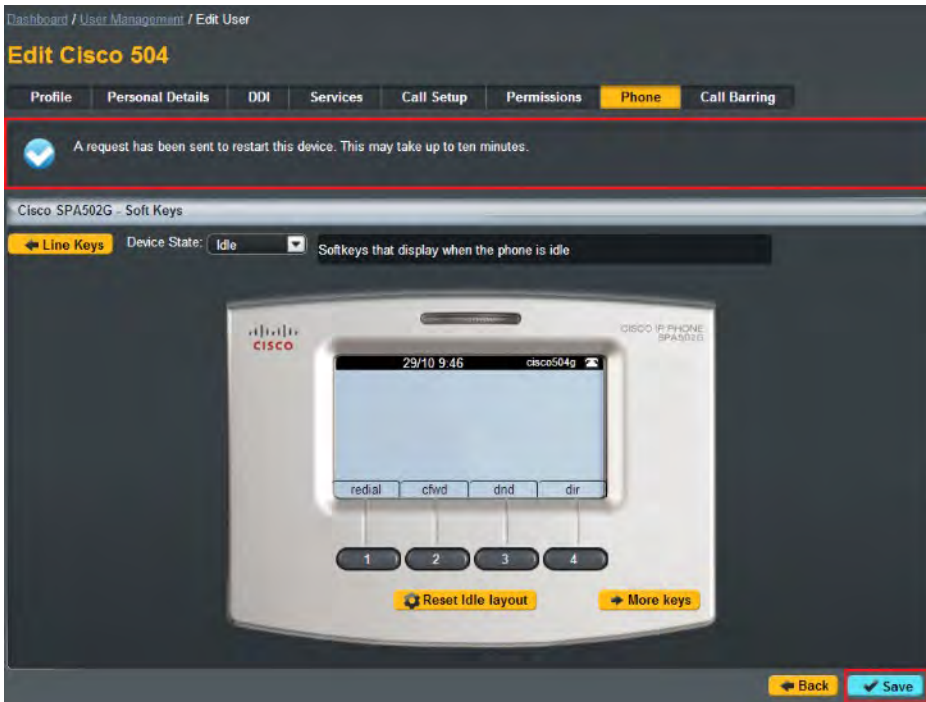 Dashboard / User Management / Edit User
Edit Cisco 504
Profile Personal Details DDI Services Call Setup Permissions Phone Call Barring
A request has been sent to restart this device. This may take up to ten minutes.
Cisco SPA502G - Soft Keys
Line Keys Device State: Idle Softkeys that display when the phone is idle
CISCO
CISCO IP PHONE
SPA502G
29/10 9:46 cisco504g
redial cfwd dnd dir
1 2 3 4
Reset Idle layout More keys
Back Save